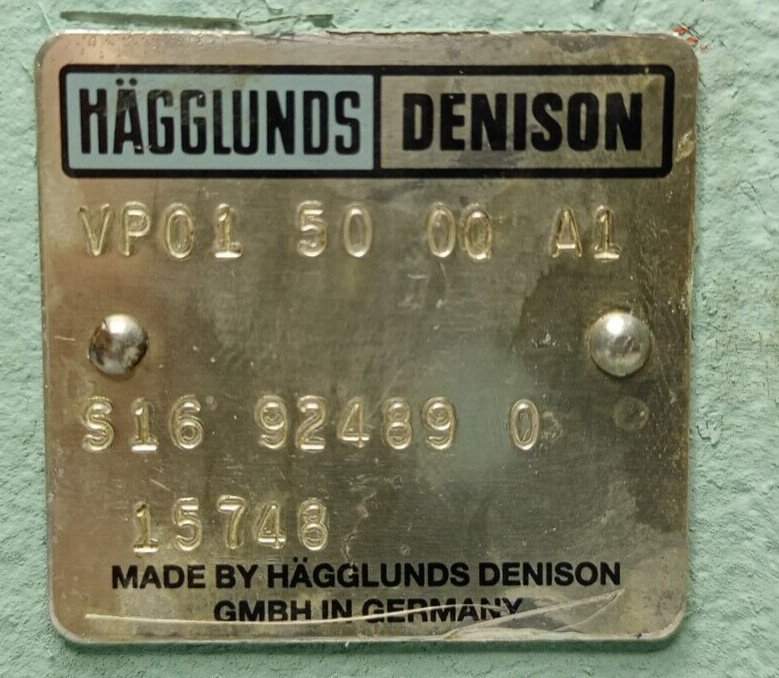 HÄGGLUNDS DENISON
VP01 50 00 A1
S16 92489 0
15748
MADE BY HÄGGLUNDS DENISON
GMBH IN GERMANY